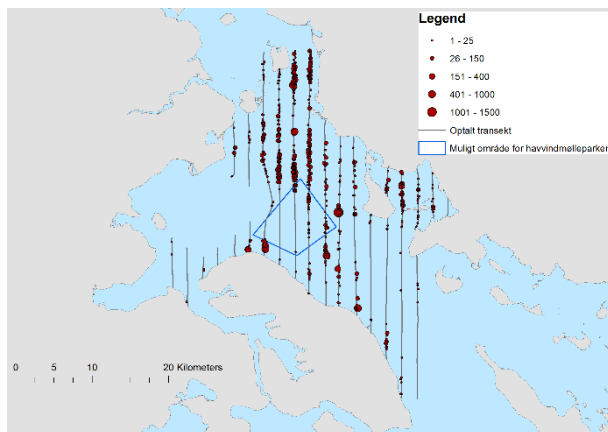 Legend
1 - 25
26 - 150
151 - 400
401 - 1000
1001 - 1500
Optalt transekt
Muligt område for havvindmølleparker
0 5 10 20 Kilometers